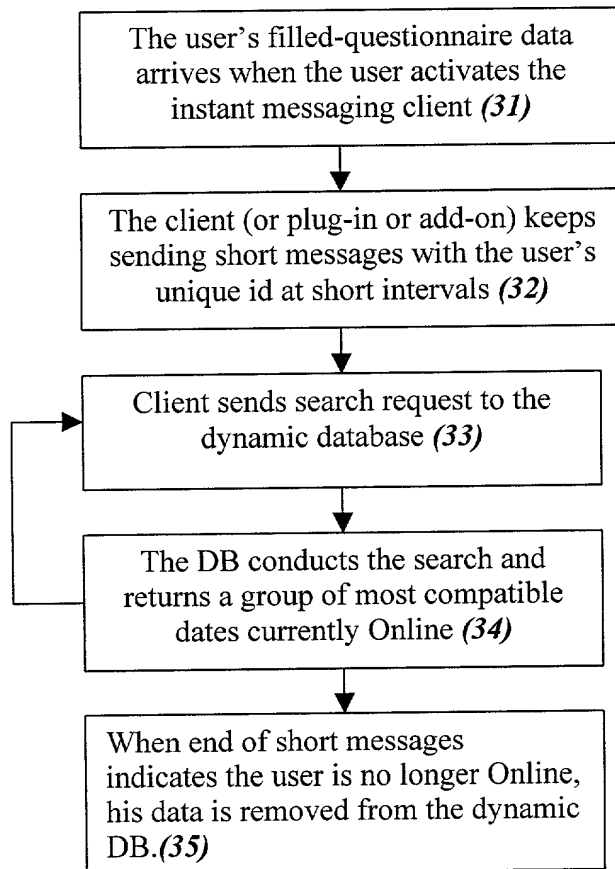 The user’s filled-questionnaire data
arrives when the user activates the
instant messaging client (31)
The client (or plug-in or add-on) keeps
sending short messages with the user’s
unique id at short intervals (32)
Client sends search request to the
dynamic database (33)
The DB conducts the search and
returns a group of most compatible
dates currently Online (34)
When end of short messages
indicates the user is no longer Online,
his data is removed from the dynamic
DB.(35)